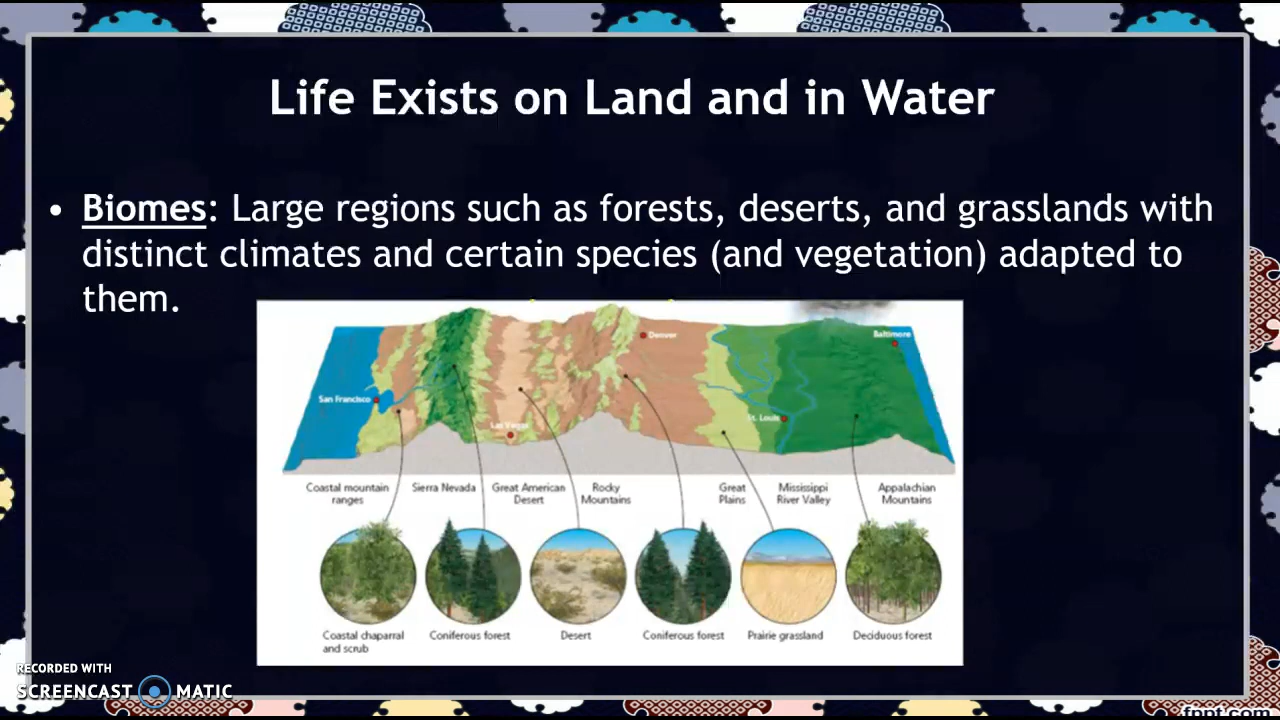 Life Exists on Land and in Water
• Biomes: Large regions such as forests, deserts, and grasslands with
distinct climates and certain species (and vegetation) adapted to
them.
Denver
Baltimore
San Francisco
St. Louis
Las Vegas
Coastal mountain
ranges
Sierra Nevada
Great American
Desert
Rocky
Mountains
Great
Plains
Mississippi
River Valley
Appalachian
Mountains
Coastal chaparral
and scrub
Coniferous forest
Desert
Coniferous forest
Prairie grassland
Deciduous forest
RECORDED WITH
SCREENCAST MATIC
fppt.com